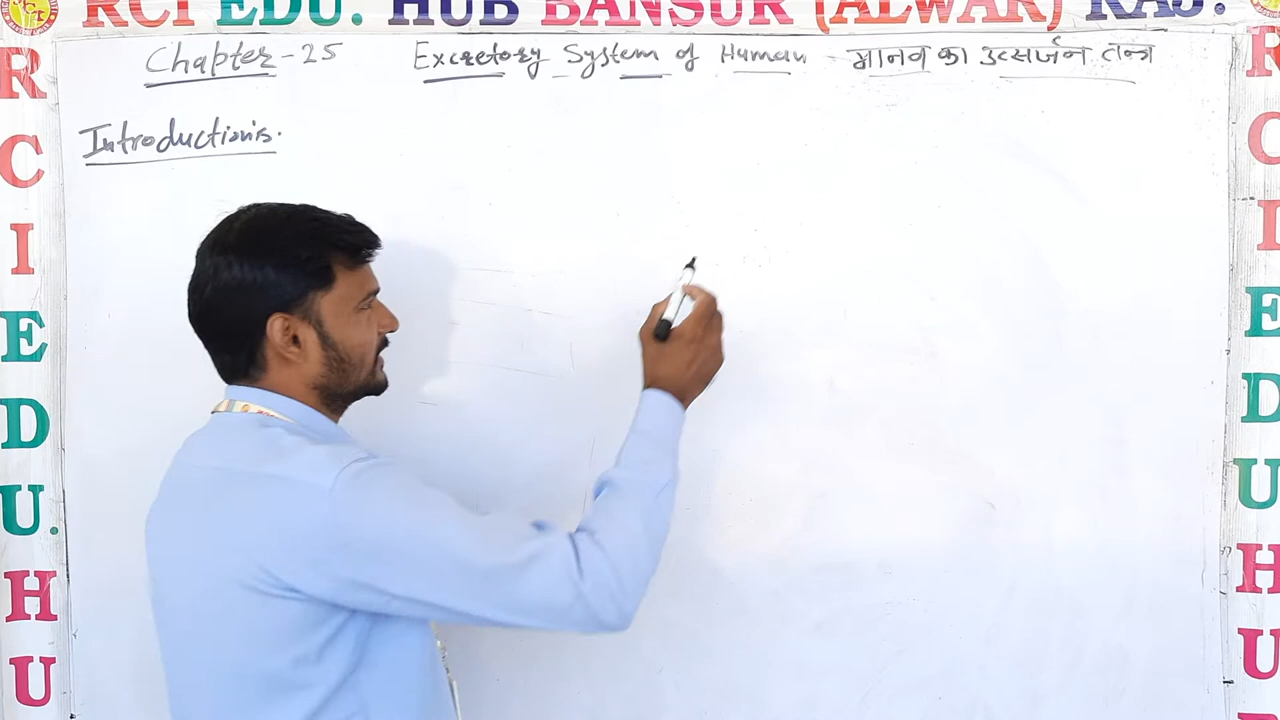 RCI EDU. HUB BANSUR (ALWAR) RAJ.
Chapter-25 Excretory System of Human - मानव का उत्सर्जन तन्त्र
Introduction:-
R
C
I
E
D
U.
H
U
R
C
I
E
D
U
H
U